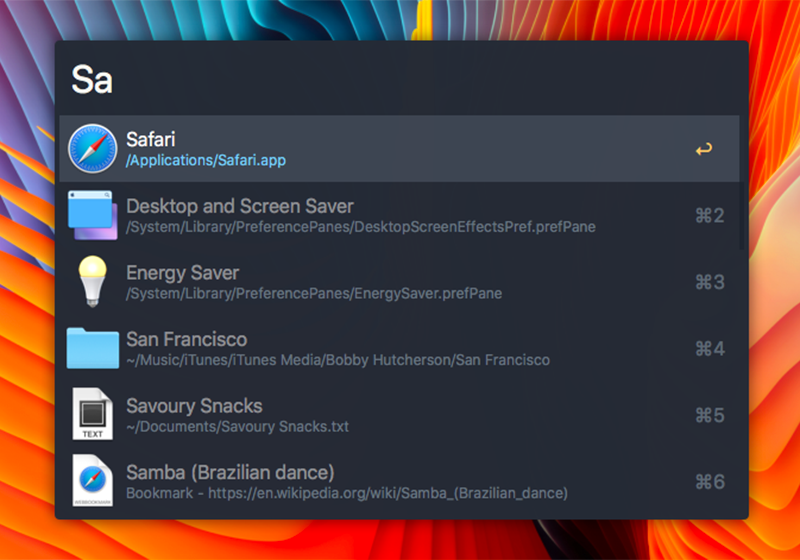 Sa
Safari
/Applications/Safari.app
↩
Desktop and Screen Saver
/System/Library/PreferencePanes/DesktopScreenEffectsPref.prefPane
⌘2
Energy Saver
/System/Library/PreferencePanes/EnergySaver.prefPane
⌘3
San Francisco
~/Music/iTunes/iTunes Media/Bobby Hutcherson/San Francisco
⌘4
TEXT
Savoury Snacks
~/Documents/Savoury Snacks.txt
⌘5
Samba (Brazilian dance)
Bookmark - https://en.wikipedia.org/wiki/Samba_(Brazilian_dance)
⌘6